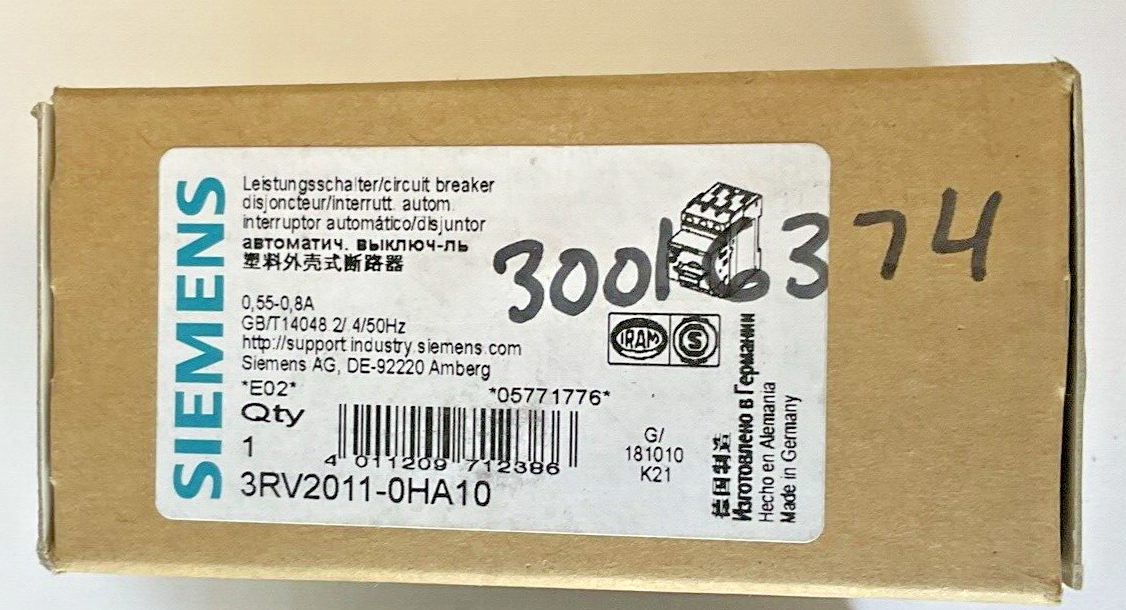 SIEMENS
Leistungsschalter/circuit breaker
disjoncteur/interrutt. autom.
interruptor automático/disjuntor
автоматич. выключ-ль
塑料外壳式断路器
30016374
0,55-0,8A
GB/T14048.2/.4/50Hz
http://support.industry.siemens.com
Siemens AG, DE-92220 Amberg
*E02* *05771776*
Qty
1
4 011209 712386
3RV2011-0HA10
IRAM
S
G/
181010
K21
德国制造
Изготовлено в Германии
Hecho en Alemania
Made in Germany